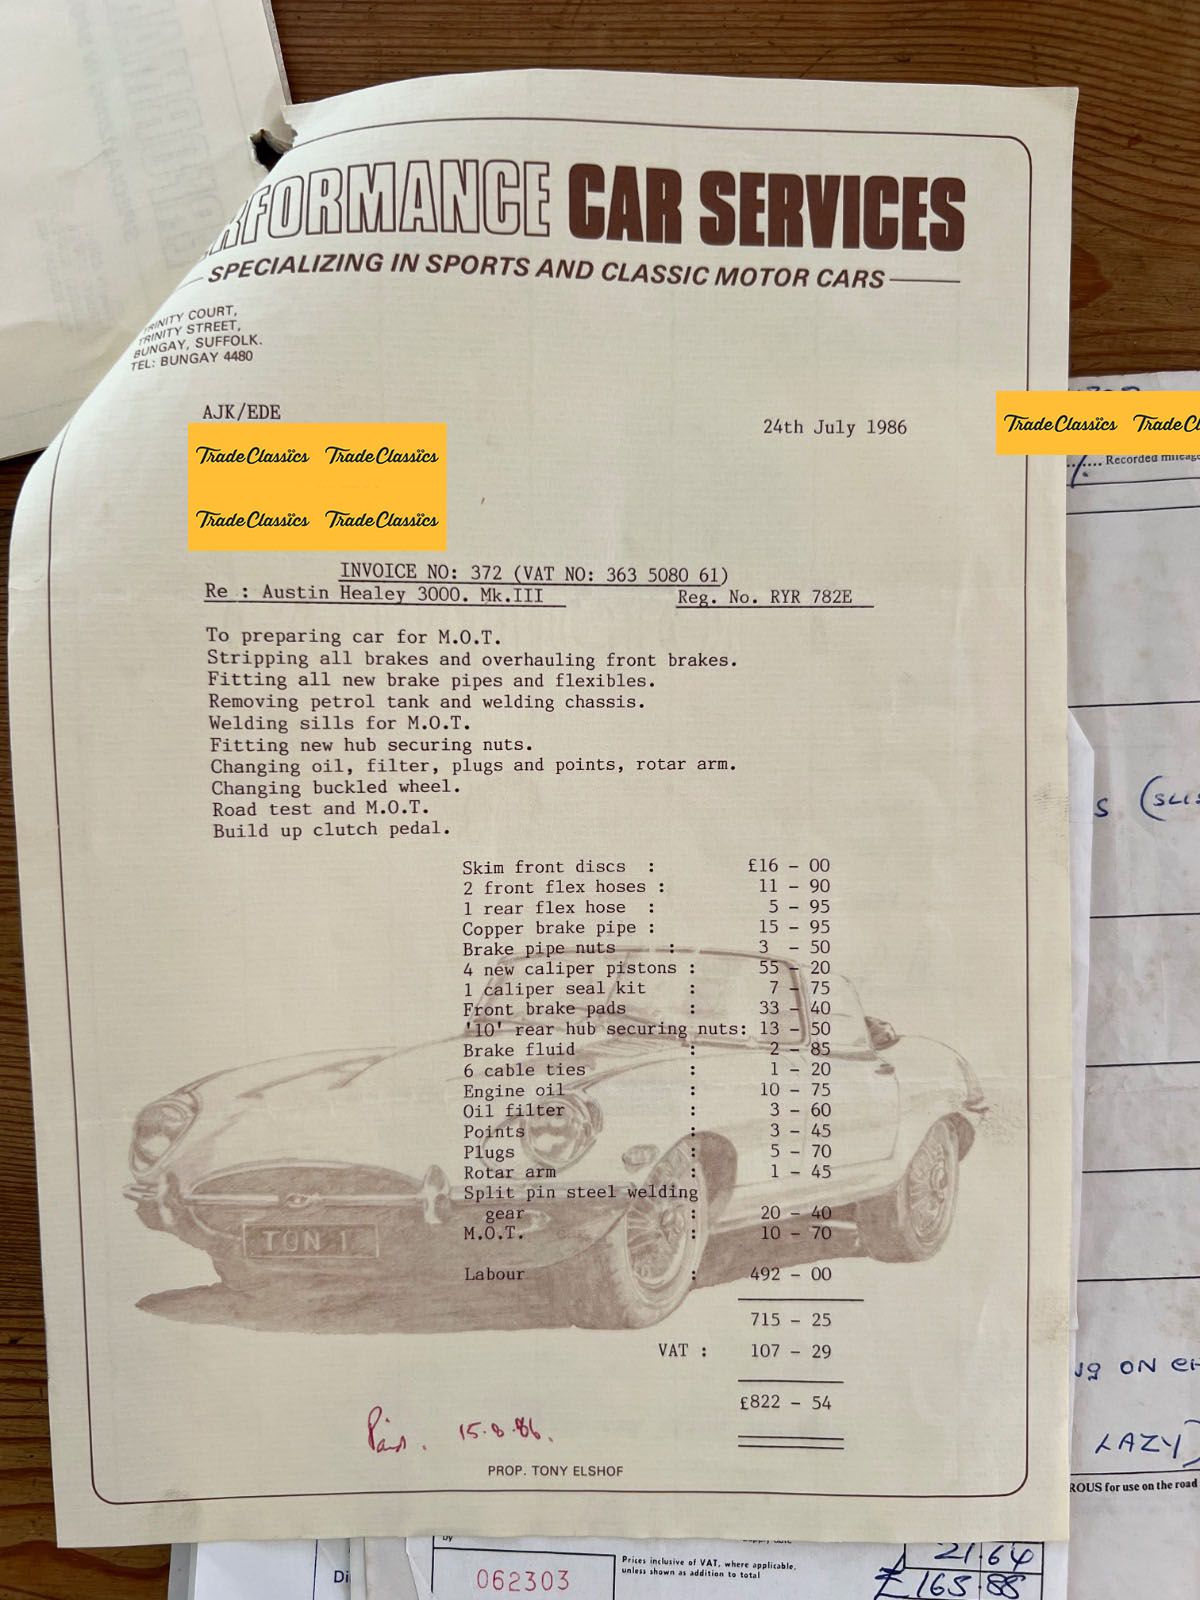 RFORMANCE CAR SERVICES
SPECIALIZING IN SPORTS AND CLASSIC MOTOR CARS
TRINITY COURT,
TRINITY STREET,
BUNGAY, SUFFOLK.
TEL: BUNGAY 4480
AJK/EDE
24th July 1986
Trade Classics Trade Classics
Trade Classics Trade Classics
INVOICE NO: 372 (VAT NO: 363 5080 61)
Re : Austin Healey 3000. Mk.III Reg. No. RYR 782E
To preparing car for M.O.T.
Stripping all brakes and overhauling front brakes.
Fitting all new brake pipes and flexibles.
Removing petrol tank and welding chassis.
Welding sills for M.O.T.
Fitting new hub securing nuts.
Changing oil, filter, plugs and points, rotar arm.
Changing buckled wheel.
Road test and M.O.T.
Build up clutch pedal.
Skim front discs : £16 - 00
2 front flex hoses : 11 - 90
1 rear flex hose : 5 - 95
Copper brake pipe : 15 - 95
Brake pipe nuts : 3 - 50
4 new caliper pistons : 55 - 20
1 caliper seal kit : 7 - 75
Front brake pads : 33 - 40
'10' rear hub securing nuts: 13 - 50
Brake fluid : 2 - 85
6 cable ties : 1 - 20
Engine oil : 10 - 75
Oil filter : 3 - 60
Points : 3 - 45
Plugs : 5 - 70
Rotar arm : 1 - 45
Split pin steel welding
gear : 20 - 40
M.O.T. : 10 - 70
TON 1
Labour : 492 - 00
715 - 25
VAT : 107 - 29
£822 - 54
Paid. 15.8.86.
PROP. TONY ELSHOF
Trade Classics Trade Cl
Recorded mileage
S (SLI
ON
LAZY)
ROUS for use on the road
by
Di
062303
Prices inclusive of VAT, where applicable,
unless shown as addition to total
21.64
£165.88